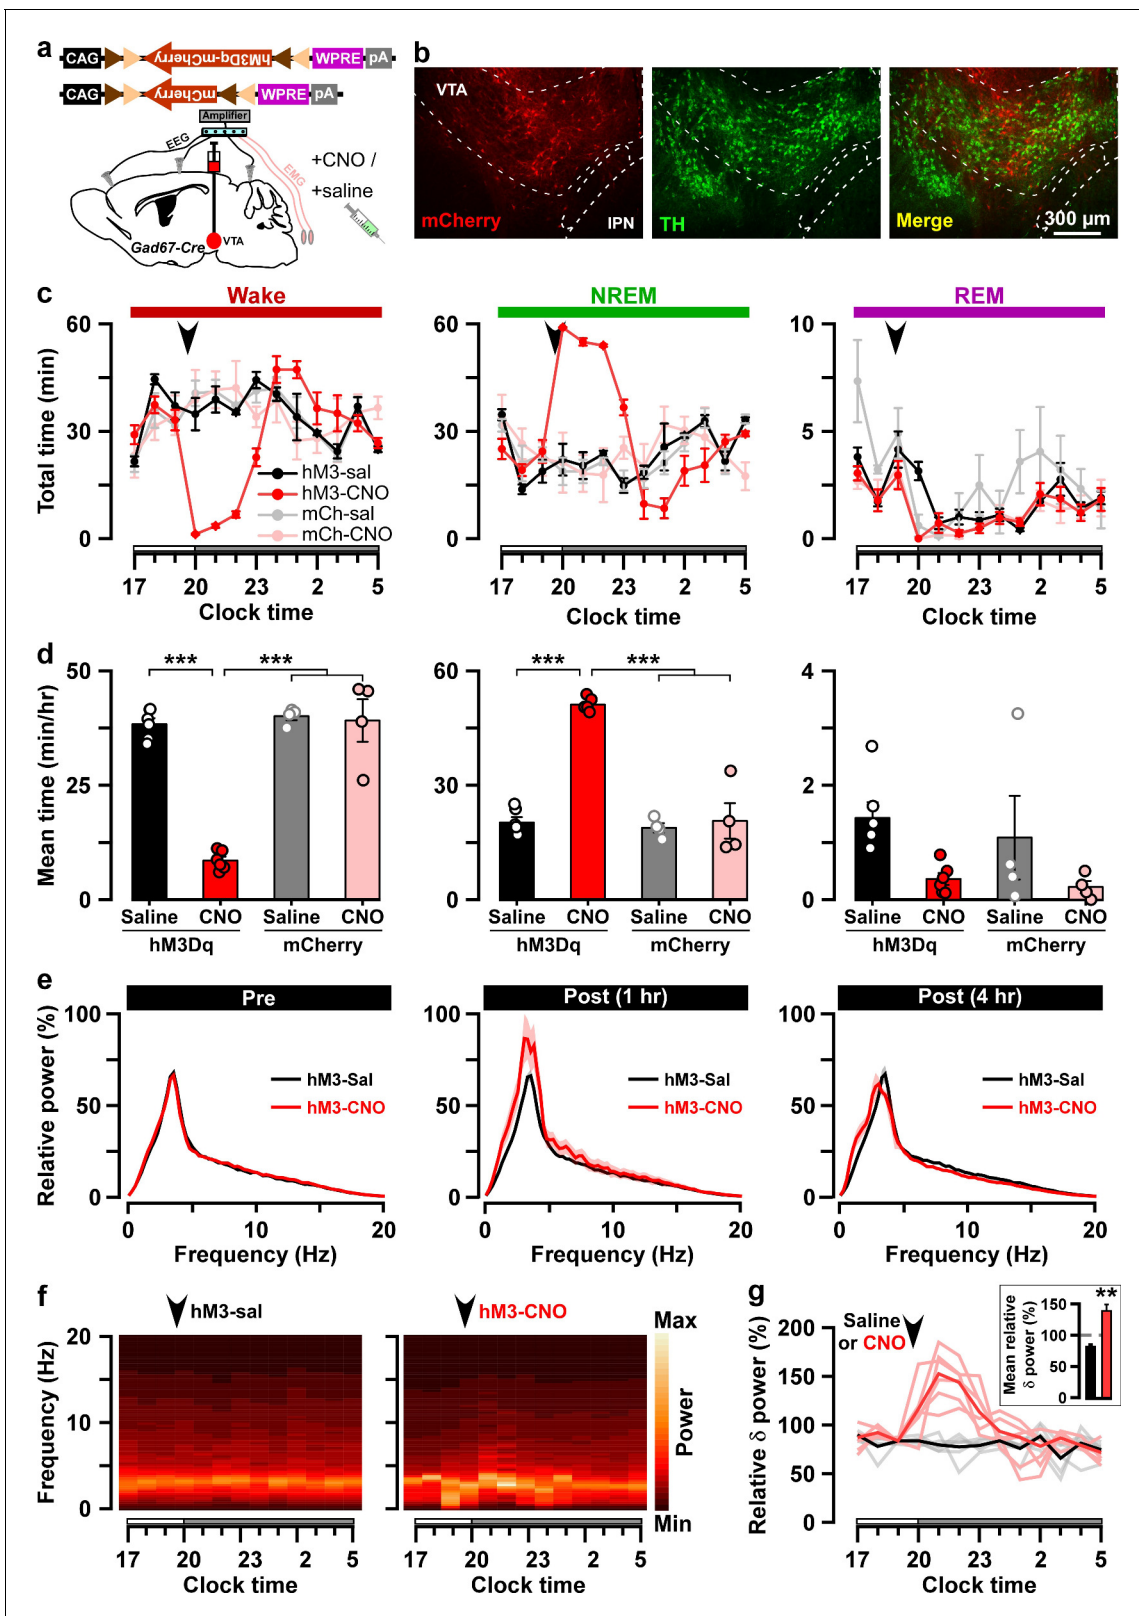 a
CAG hM3Dq-mCherry WPRE pA
CAG mCherry WPRE pA
Amplifier
EEG
EMG
+CNO /
+saline
Gad67-Cre
VTA
b
VTA
mCherry
IPN
TH
Merge
300 µm
c
Wake
NREM
REM
Total time (min)
60
30
0
hM3-sal
hM3-CNO
mCh-sal
mCh-CNO
17 20 23 2 5
Clock time
60
30
0
17 20 23 2 5
Clock time
10
5
0
17 20 23 2 5
Clock time
d
Mean time (min/hr)
50
25
0
*** ***
Saline CNO Saline CNO
hM3Dq mCherry
60
30
0
*** ***
Saline CNO Saline CNO
hM3Dq mCherry
4
2
0
Saline CNO Saline CNO
hM3Dq mCherry
e
Pre
Post (1 hr)
Post (4 hr)
Relative power (%)
100
50
0
hM3-Sal
hM3-CNO
0 10 20
Frequency (Hz)
100
50
0
hM3-Sal
hM3-CNO
0 10 20
Frequency (Hz)
100
50
0
hM3-Sal
hM3-CNO
0 10 20
Frequency (Hz)
f
hM3-sal
hM3-CNO
Frequency (Hz)
20
10
0
17 20 23 2 5
Clock time
17 20 23 2 5
Clock time
Max
Power
Min
g
Saline
or CNO
Relative δ power (%)
200
150
100
50
0
17 20 23 2 5
Clock time
Mean relative
δ power (%)
150
100
50
0
**